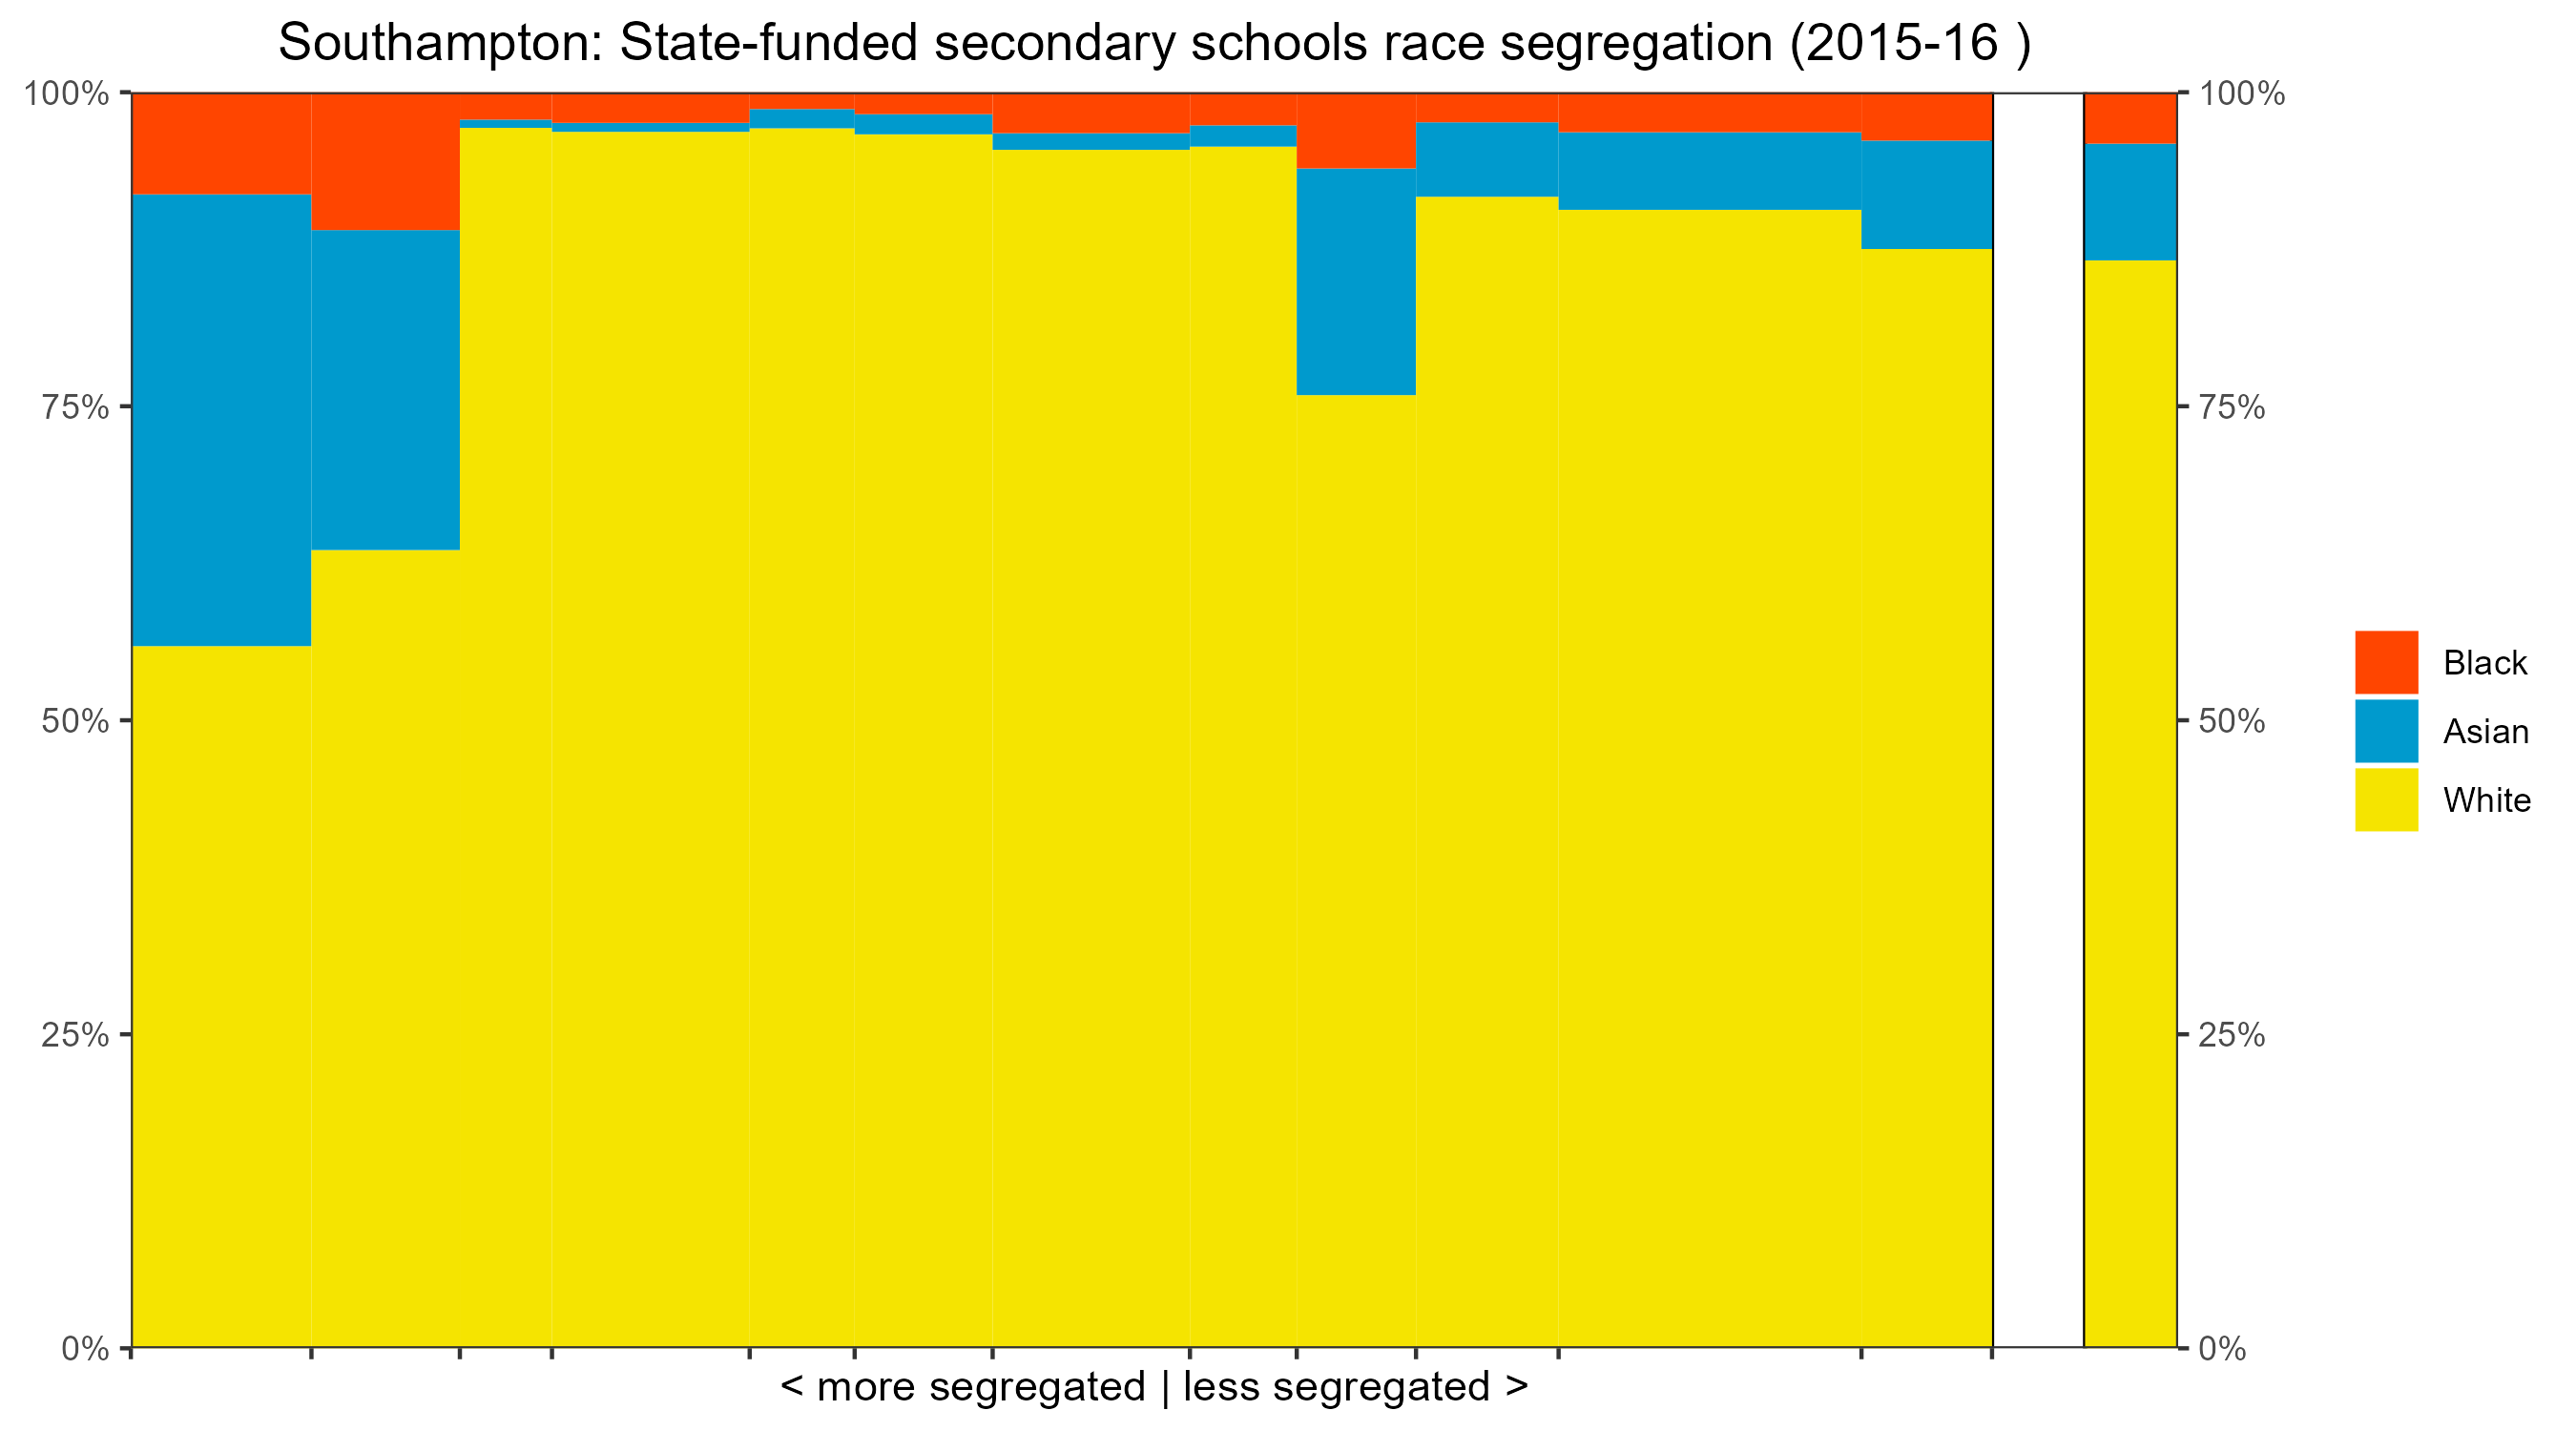 Southampton: State-funded secondary schools race segregation (2015-16 )
100%
75%
50%
25%
0%
100%
75%
50%
25%
0%
Black
Asian
White
< more segregated | less segregated >